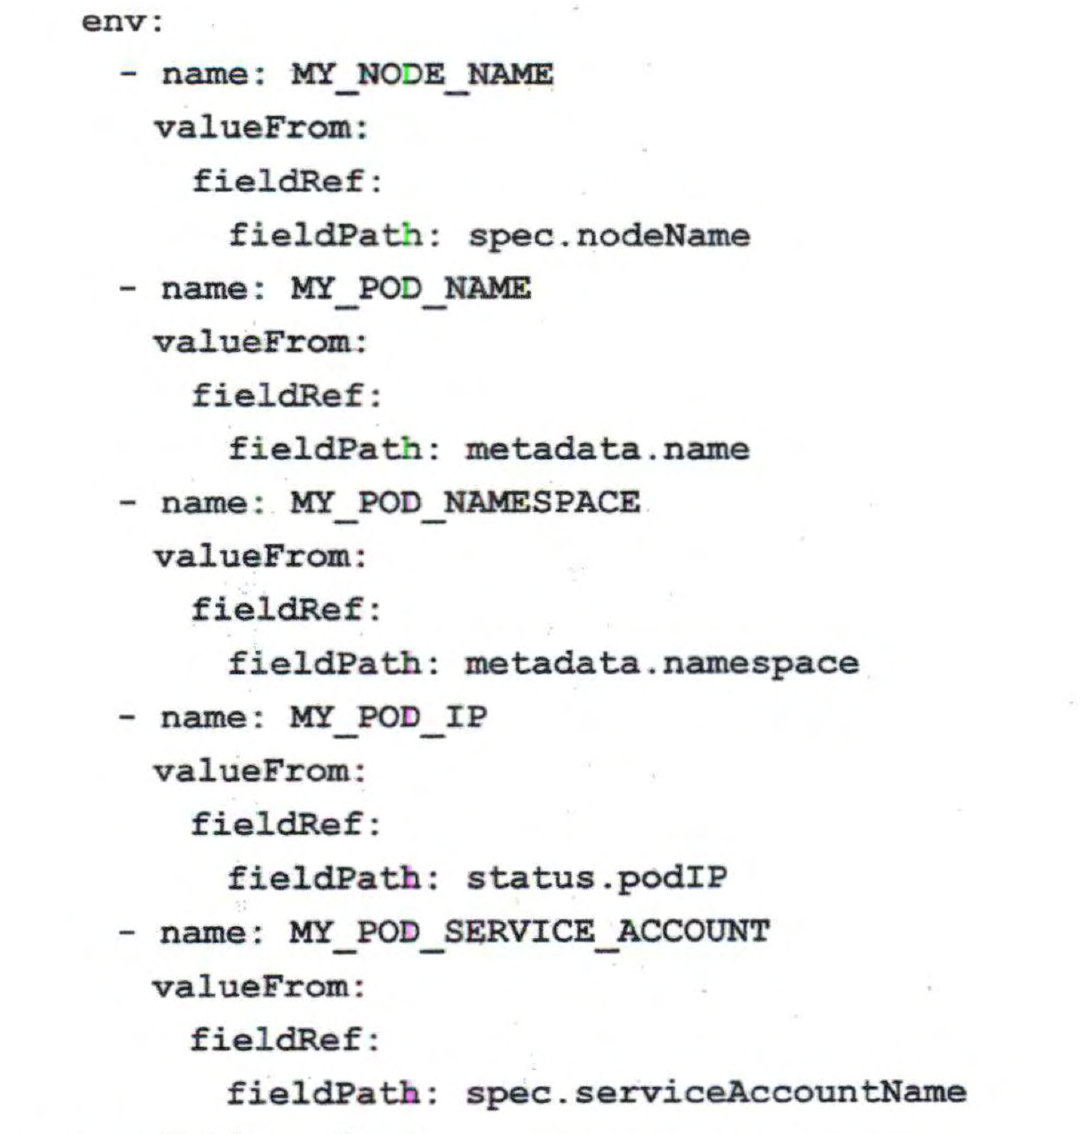 env:
  - name: MY_NODE_NAME
    valueFrom:
      fieldRef:
        fieldPath: spec.nodeName
  - name: MY_POD_NAME
    valueFrom:
      fieldRef:
        fieldPath: metadata.name
  - name: MY_POD_NAMESPACE
    valueFrom:
      fieldRef:
        fieldPath: metadata.namespace
  - name: MY_POD_IP
    valueFrom:
      fieldRef:
        fieldPath: status.podIP
  - name: MY_POD_SERVICE_ACCOUNT
    valueFrom:
      fieldRef:
        fieldPath: spec.serviceAccountName